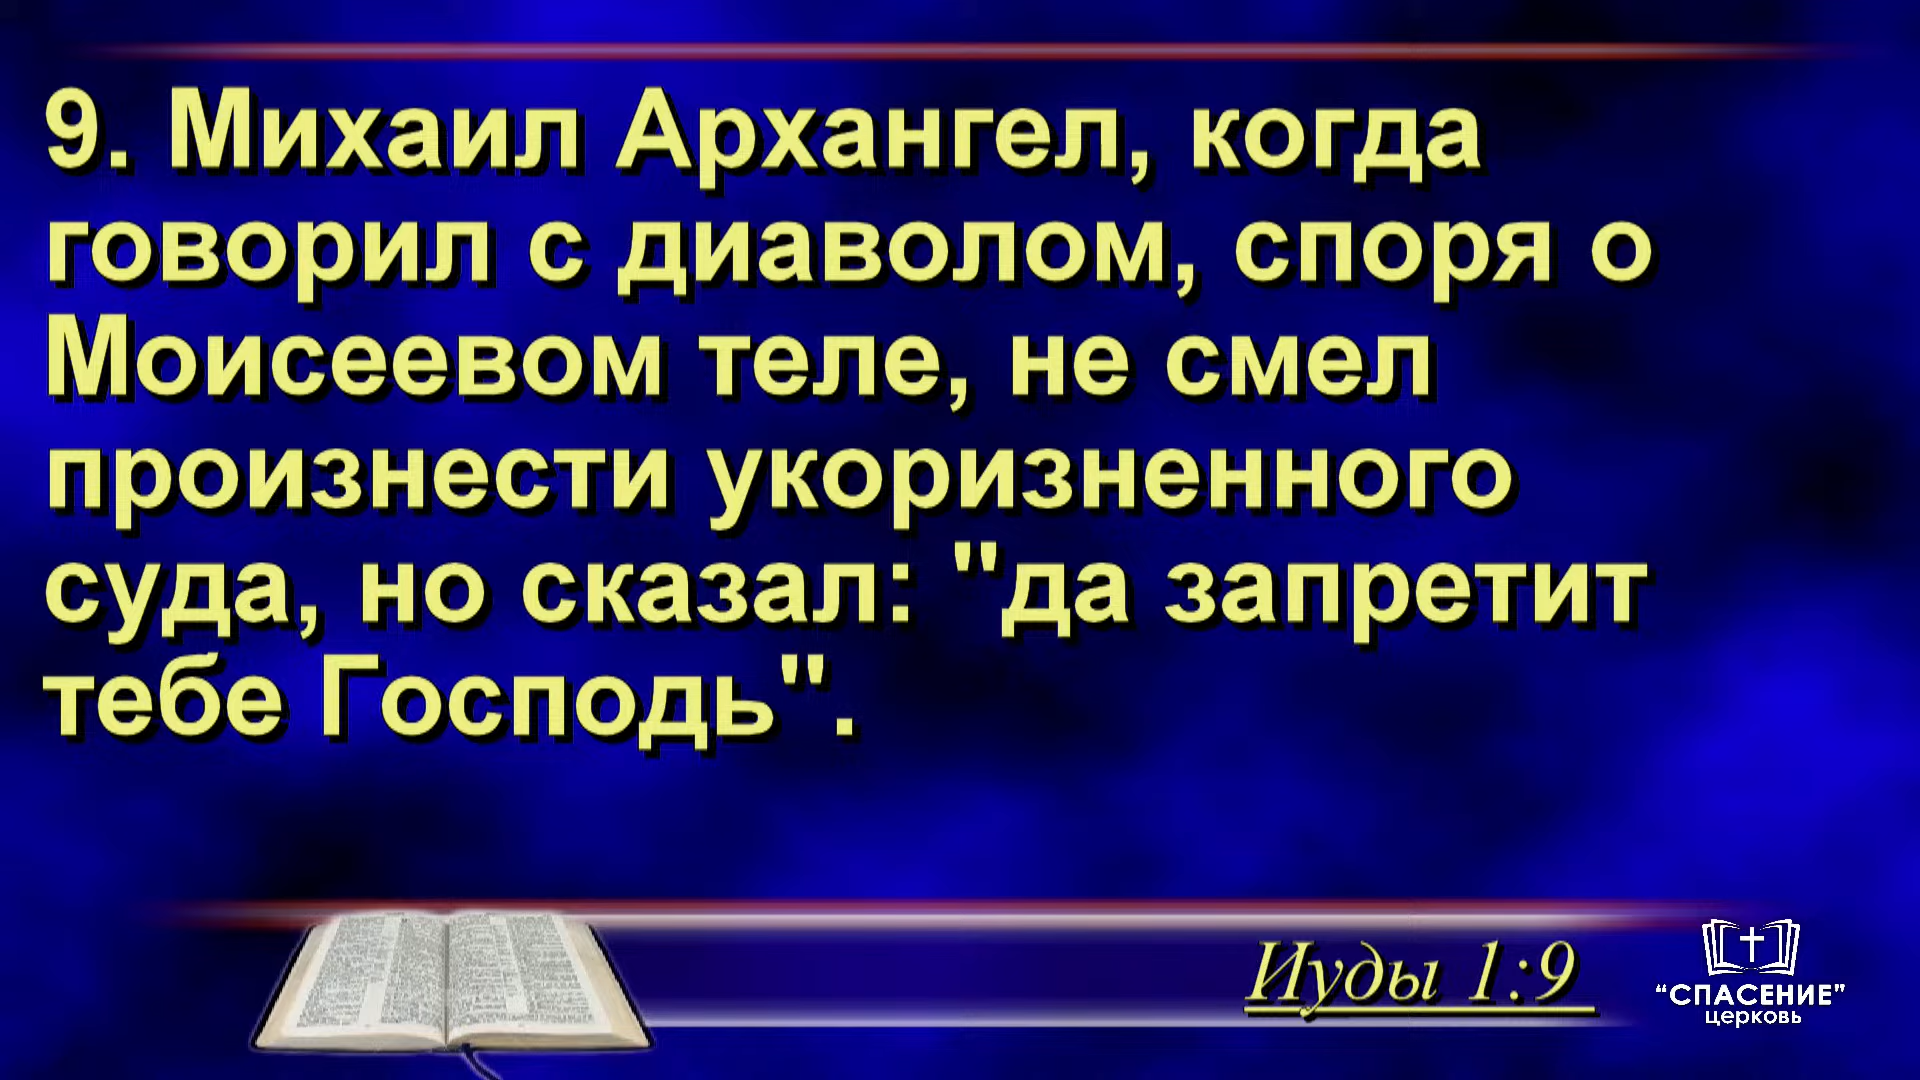 9. Михаил Архангел, когда
говорил с диаволом, споря о
Моисеевом теле, не смел
произнести укоризненного
суда, но сказал: "да запретит
тебе Господь".
Иуды 1:9
“СПАСЕНИЕ”
церковь